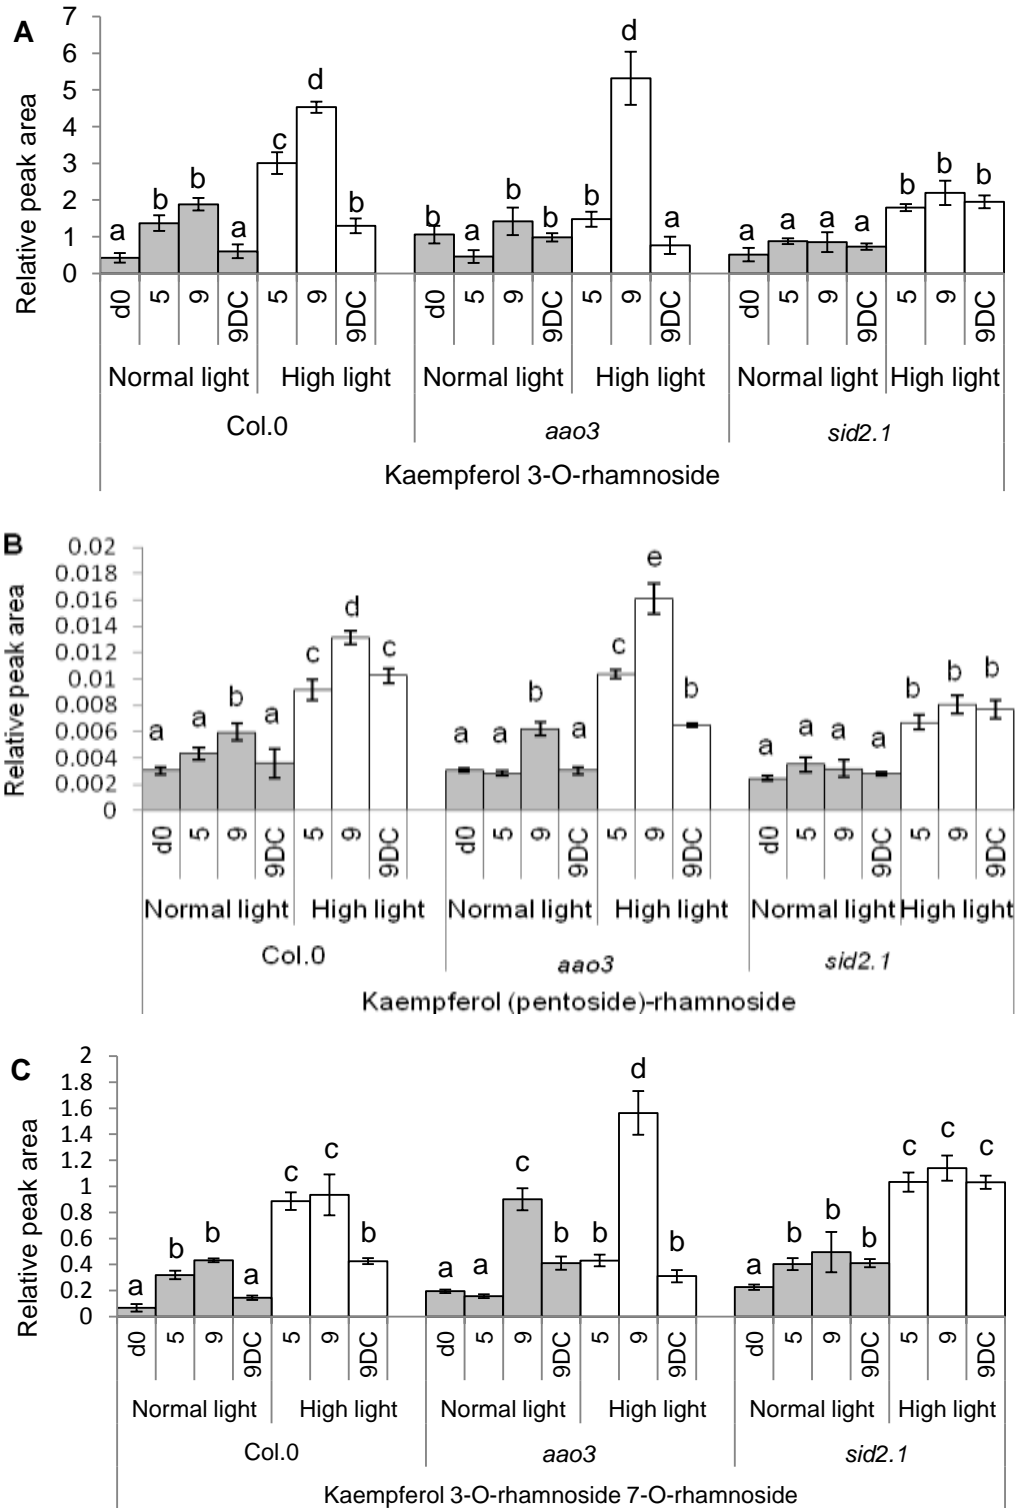 A
7
6
5
4
3
2
1
0
Relative peak area
a b b a c d b b a b b b d a a a a a b b b
d0 5 9 9DC 5 9 9DC d0 5 9 9DC 5 9 9DC d0 5 9 9DC 5 9 9DC
Normal light High light Normal light High light Normal light High light
Col.0 aao3 sid2.1
Kaempferol 3-O-rhamnoside
B
0.02
0.018
0.016
0.014
0.012
0.01
0.008
0.006
0.004
0.002
0
Relative peak area
a a b a c d c a a b a c e b a a a a b b b
d0 5 9 9DC 5 9 9DC d0 5 9 9DC 5 9 9DC d0 5 9 9DC 5 9 9DC
Normal light High light Normal light High light Normal light High light
Col.0 aao3 sid2.1
Kaempferol (pentoside)-rhamnoside
C
2
1.8
1.6
1.4
1.2
1
0.8
0.6
0.4
0.2
0
Relative peak area
a b b a c c b a a c b b d b a b b b c c c
d0 5 9 9DC 5 9 9DC d0 5 9 9DC 5 9 9DC d0 5 9 9DC 5 9 9DC
Normal light High light Normal light High light Normal light High light
Col.0 aao3 sid2.1
Kaempferol 3-O-rhamnoside 7-O-rhamnoside